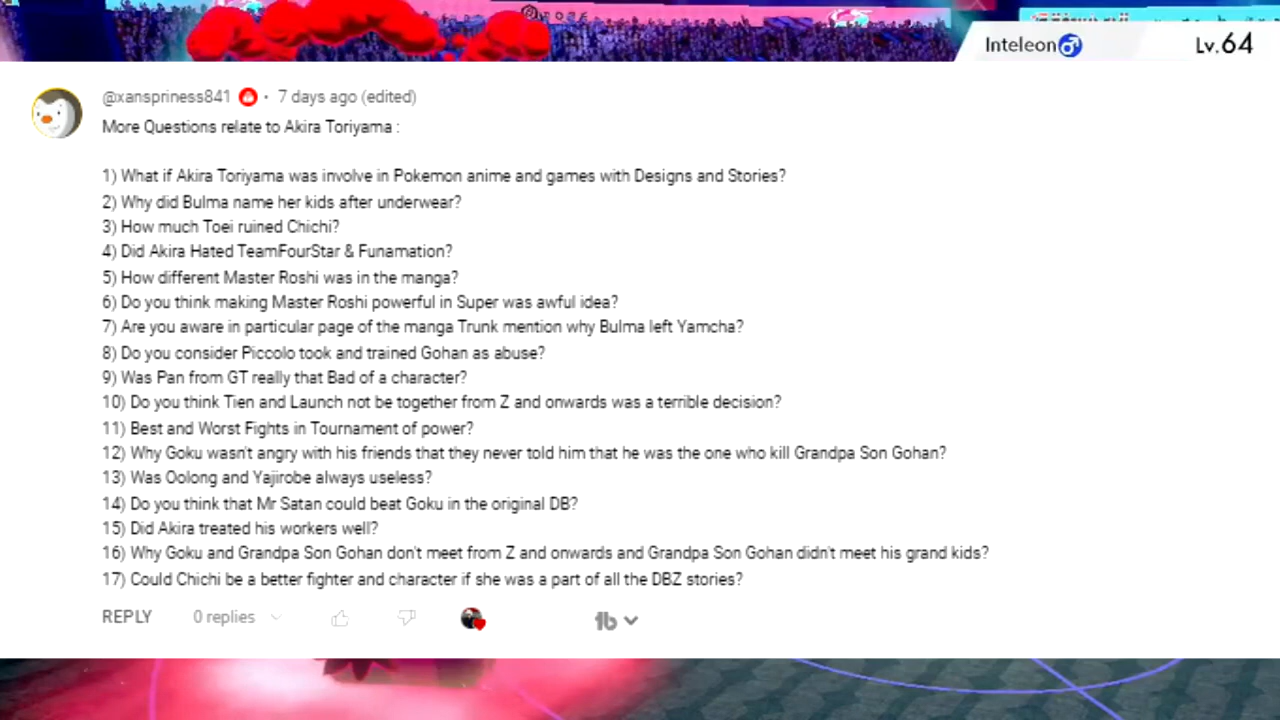 Inteleon♂ Lv.64
@xanspriness841 · 7 days ago (edited)
More Questions relate to Akira Toriyama :
1) What if Akira Toriyama was involve in Pokemon anime and games with Designs and Stories?
2) Why did Bulma name her kids after underwear?
3) How much Toei ruined Chichi?
4) Did Akira Hated TeamFourStar & Funamation?
5) How different Master Roshi was in the manga?
6) Do you think making Master Roshi powerful in Super was awful idea?
7) Are you aware in particular page of the manga Trunk mention why Bulma left Yamcha?
8) Do you consider Piccolo took and trained Gohan as abuse?
9) Was Pan from GT really that Bad of a character?
10) Do you think Tien and Launch not be together from Z and onwards was a terrible decision?
11) Best and Worst Fights in Tournament of power?
12) Why Goku wasn't angry with his friends that they never told him that he was the one who kill Grandpa Son Gohan?
13) Was Oolong and Yajirobe always useless?
14) Do you think that Mr Satan could beat Goku in the original DB?
15) Did Akira treated his workers well?
16) Why Goku and Grandpa Son Gohan don't meet from Z and onwards and Grandpa Son Gohan didn't meet his grand kids?
17) Could Chichi be a better fighter and character if she was a part of all the DBZ stories?
REPLY 0 replies